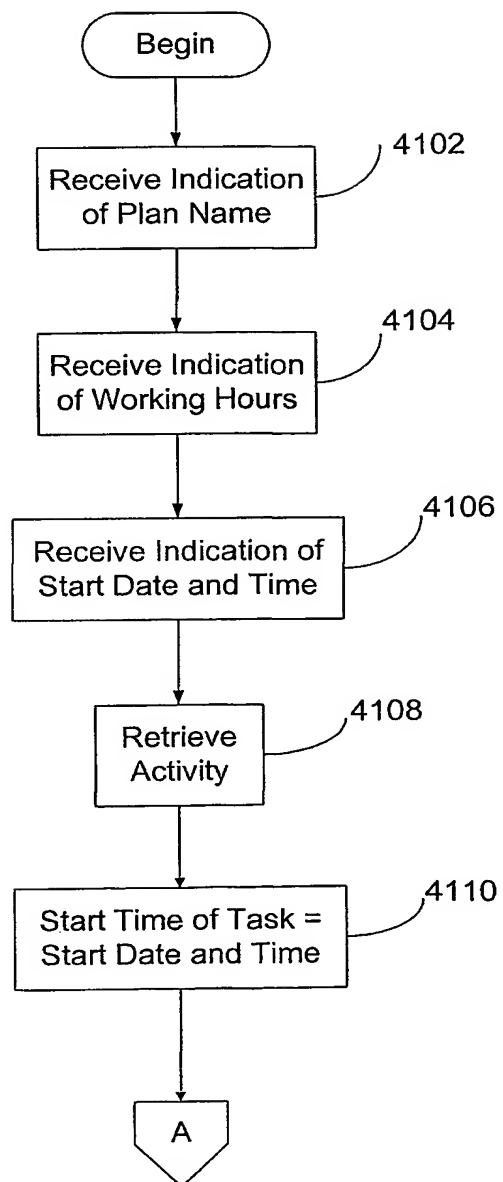 Begin
4102
Receive Indication
of Plan Name
4104
Receive Indication
of Working Hours
4106
Receive Indication of
Start Date and Time
4108
Retrieve
Activity
4110
Start Time of Task =
Start Date and Time
A